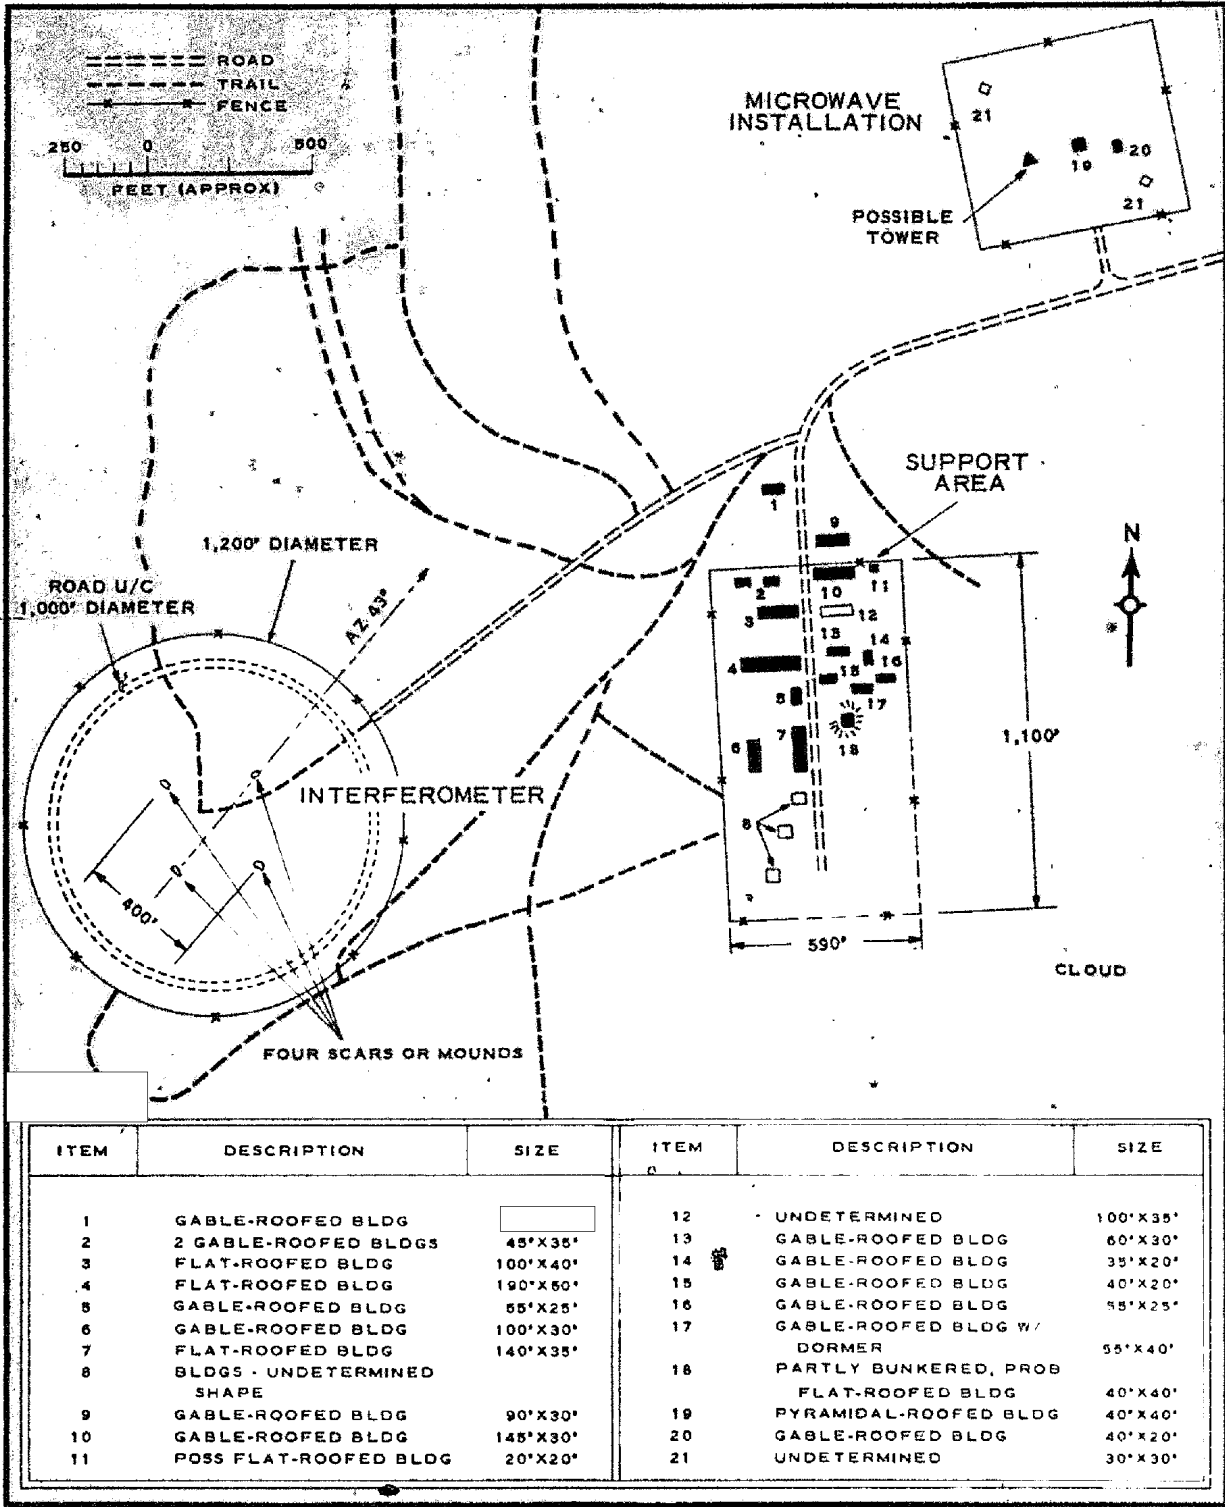 ROAD
TRAIL
FENCE
250 0 500
FEET (APPROX)
MICROWAVE
INSTALLATION
21
19
20
21
POSSIBLE
TOWER
SUPPORT
AREA
N
1
9
10
11
2
3
12
13
14
4
15
16
5
17
6
7
18
8
1,100'
590'
CLOUD
1,200' DIAMETER
ROAD U/C
1,000' DIAMETER
AZ 43°
INTERFEROMETER
400'
FOUR SCARS OR MOUNDS
ITEM DESCRIPTION SIZE
1 GABLE-ROOFED BLDG
2 2 GABLE-ROOFED BLDGS 45'X35'
3 FLAT-ROOFED BLDG 100'X40'
4 FLAT-ROOFED BLDG
5 GABLE-ROOFED BLDG 55'X25'
6 GABLE-ROOFED BLDG 100'X30'
7 FLAT-ROOFED BLDG 140'X35'
8 BLDGS - UNDETERMINED
SHAPE
9 GABLE-ROOFED BLDG 90'X30'
10 GABLE-ROOFED BLDG 145'X30'
11 POSS FLAT-ROOFED BLDG 20'X20'
ITEM DESCRIPTION SIZE
12 UNDETERMINED 100'X35'
13 GABLE-ROOFED BLDG 60'X30'
14 GABLE-ROOFED BLDG 35'X20'
15 GABLE-ROOFED BLDG 40'X20'
16 GABLE-ROOFED BLDG
17 GABLE-ROOFED BLDG W/
DORMER 55'X40'
18 PARTLY BUNKERED, PROB
FLAT-ROOFED BLDG 40'X40'
19 PYRAMIDAL-ROOFED BLDG 40'X40'
20 GABLE-ROOFED BLDG 40'X20'
21 UNDETERMINED 30'X30'